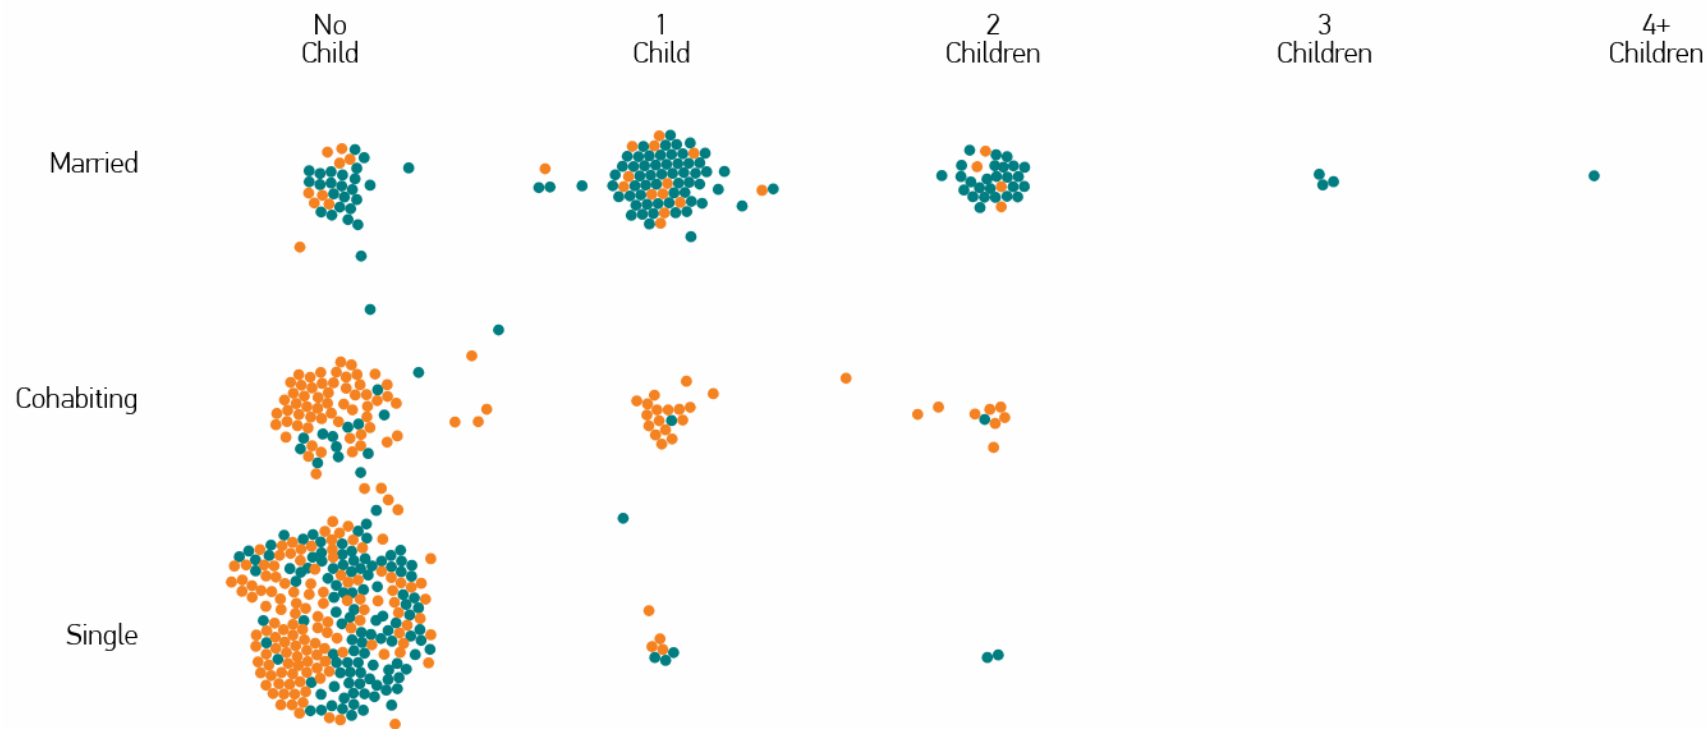 No
Child
1
Child
2
Children
3
Children
4+
Children
Married
Cohabiting
Single